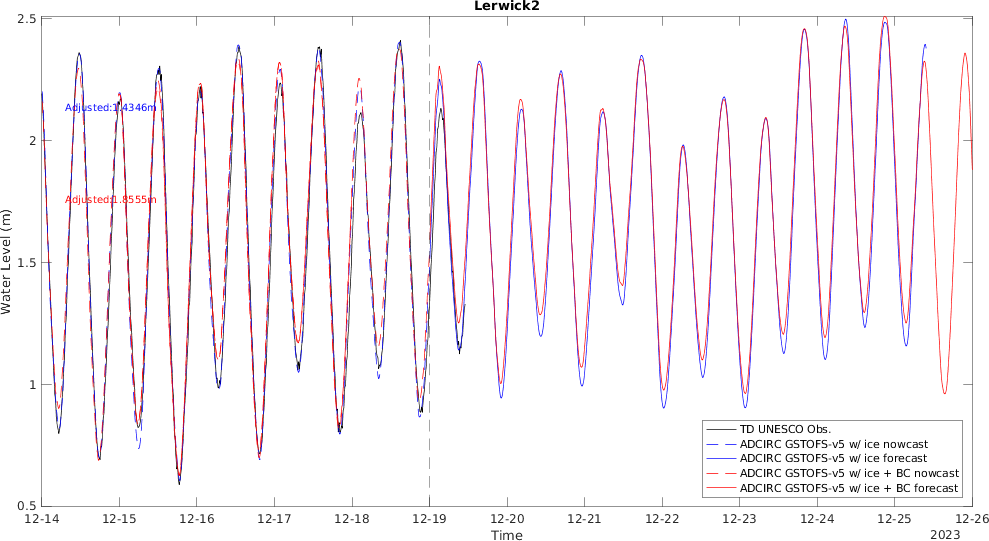 Lerwick2
2.5
2
1.5
1
0.5
Water Level (m)
Adjusted:1.4346m
Adjusted:1.8555m
TD UNESCO Obs.
ADCIRC GSTOFS-v5 w/ ice nowcast
ADCIRC GSTOFS-v5 w/ ice forecast
ADCIRC GSTOFS-v5 w/ ice + BC nowcast
ADCIRC GSTOFS-v5 w/ ice + BC forecast
12-14 12-15 12-16 12-17 12-18 12-19 12-20 12-21 12-22 12-23 12-24 12-25 12-26
Time
2023